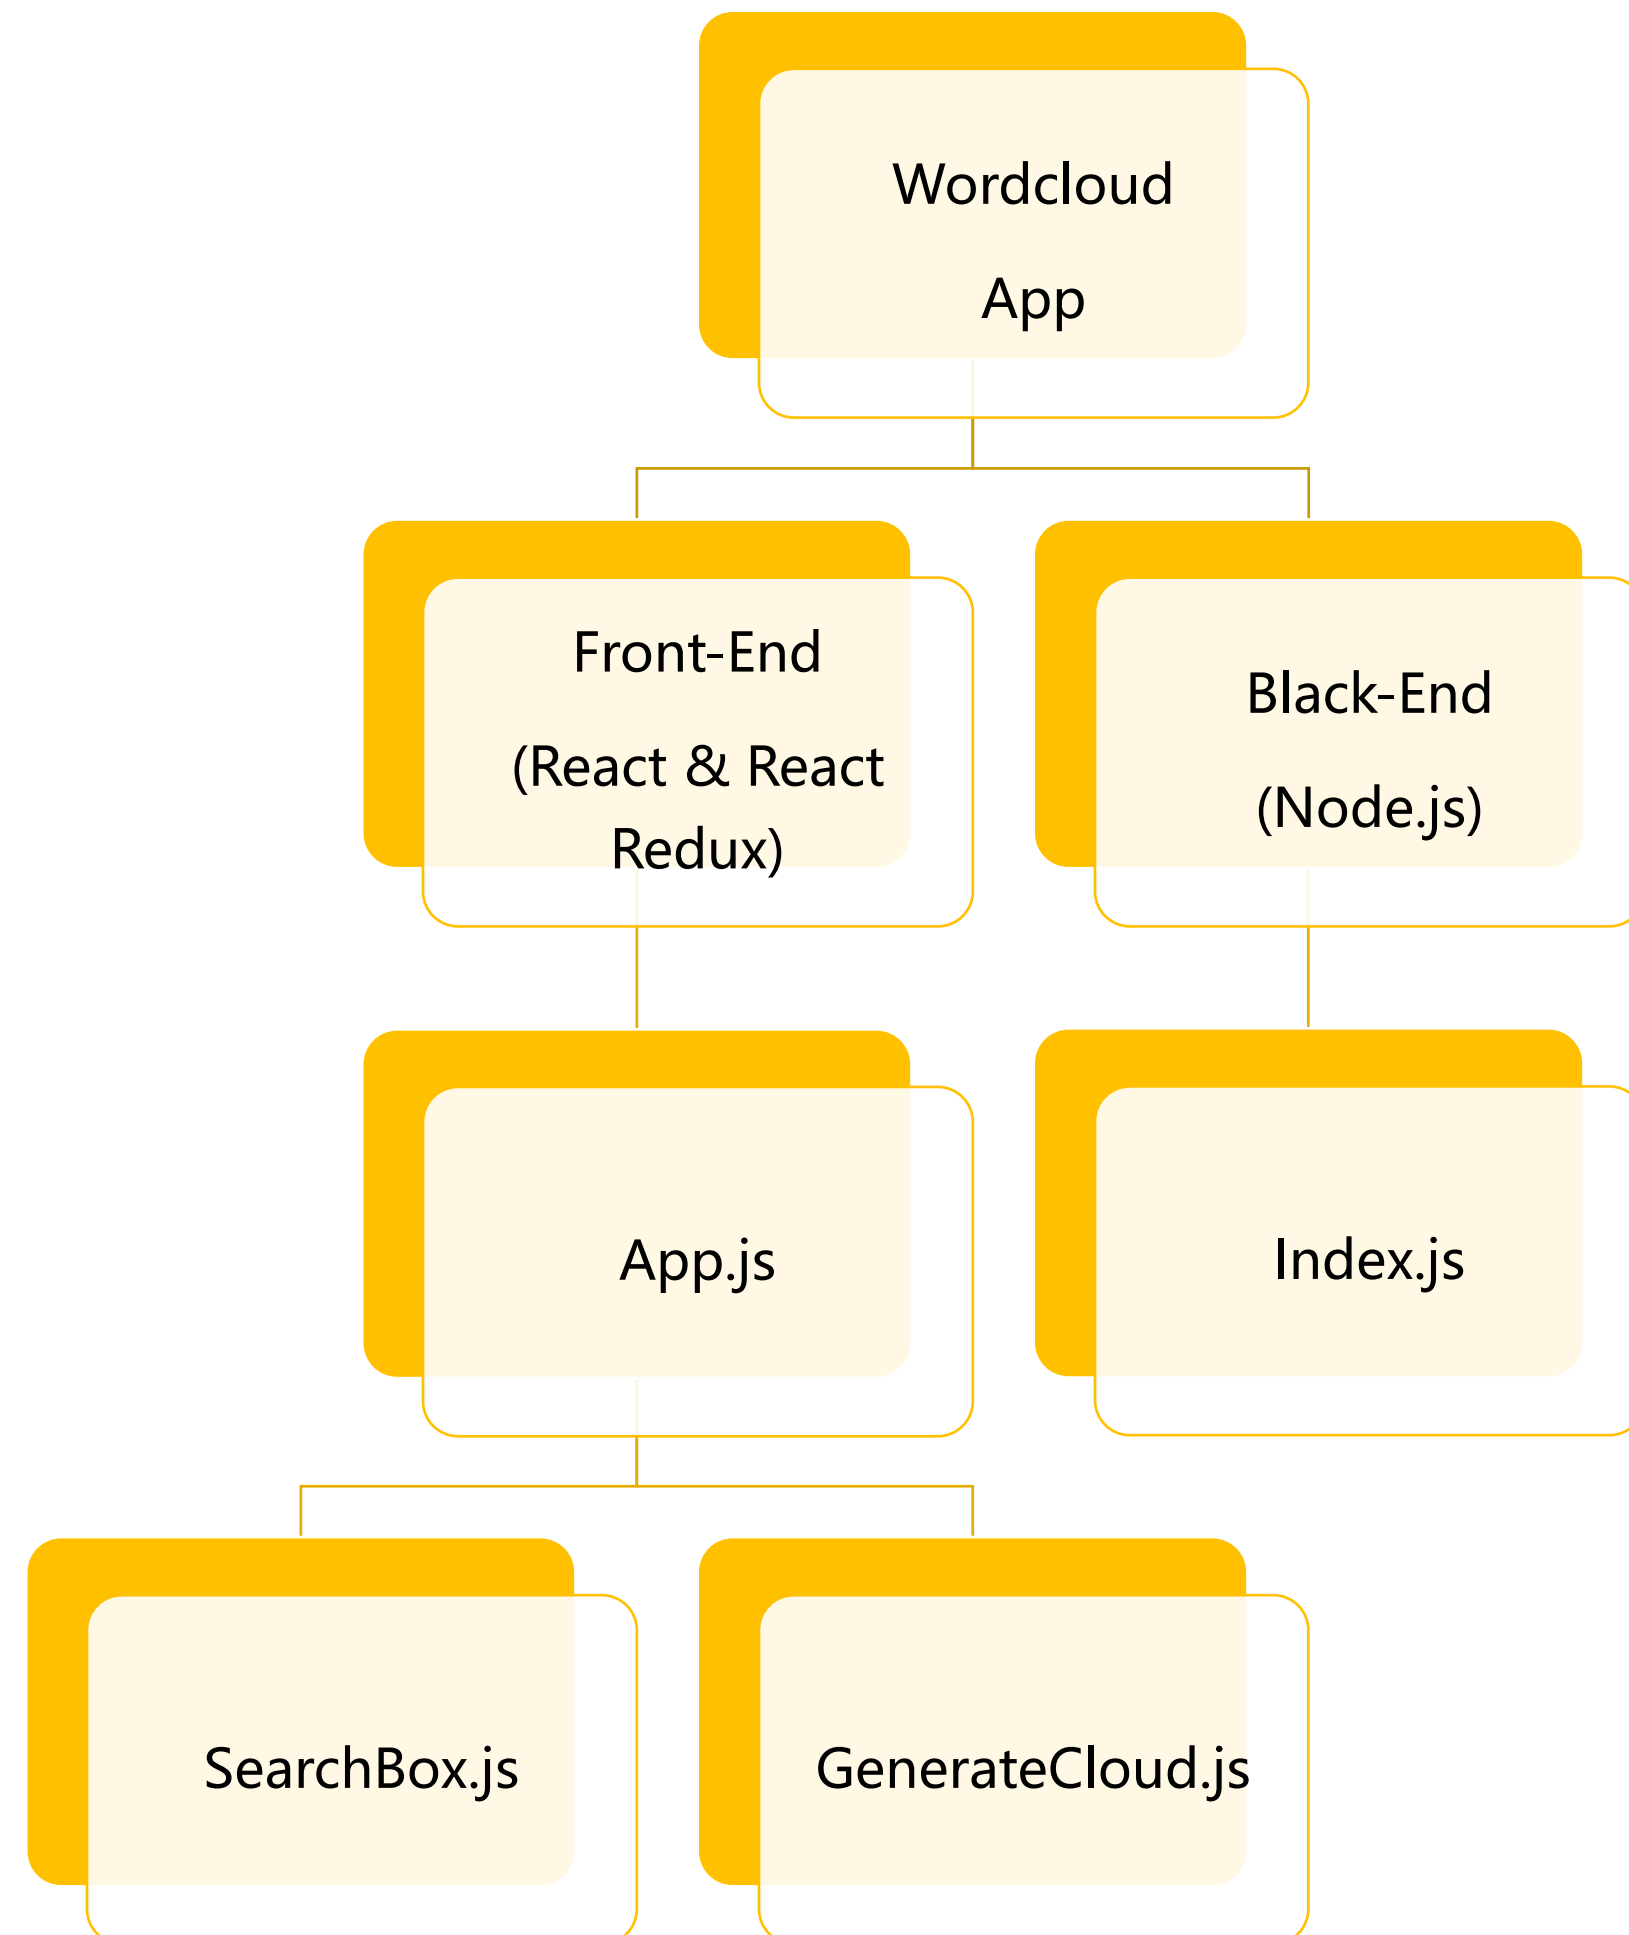 Wordcloud
App
Front-End
(React & React
Redux)
Black-End
(Node.js)
App.js
Index.js
SearchBox.js
GenerateCloud.js